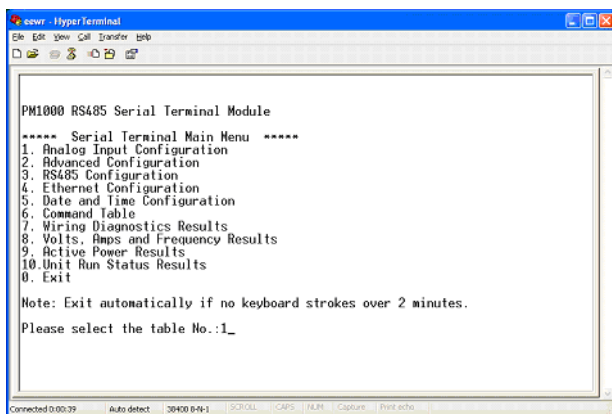 eewr - HyperTerminal
File Edit View Call Transfer Help
PM1000 RS485 Serial Terminal Module
***** Serial Terminal Main Menu *****
1. Analog Input Configuration
2. Advanced Configuration
3. RS485 Configuration
4. Ethernet Configuration
5. Date and Time Configuration
6. Command Table
7. Wiring Diagnostics Results
8. Volts, Amps and Frequency Results
9. Active Power Results
10.Unit Run Status Results
0. Exit
Note: Exit automatically if no keyboard strokes over 2 minutes.
Please select the table No.:1_
Connected 0:00:39 Auto detect 38400 8-N-1 SCROLL CAPS NUM Capture Print echo